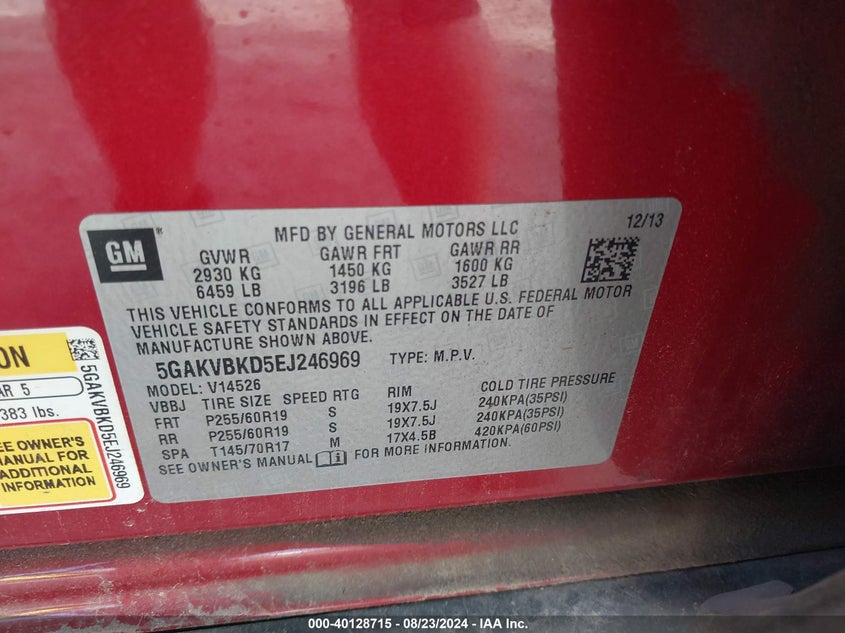 GM
MFD BY GENERAL MOTORS LLC
12/13
GVWR GAWR FRT GAWR RR
2930 KG 1450 KG 1600 KG
6459 LB 3196 LB 3527 LB
THIS VEHICLE CONFORMS TO ALL APPLICABLE U.S. FEDERAL MOTOR
VEHICLE SAFETY STANDARDS IN EFFECT ON THE DATE OF
MANUFACTURE SHOWN ABOVE.
5GAKVBKD5EJ246969 TYPE: M.P.V.
MODEL: V14526
VBBJ TIRE SIZE SPEED RTG RIM COLD TIRE PRESSURE
FRT P255/60R19 S 19X7.5J 240KPA(35PSI)
RR P255/60R19 S 19X7.5J 240KPA(35PSI)
SPA T145/70R17 M 17X4.5B 420KPA(60PSI)
SEE OWNER'S MANUAL FOR MORE INFORMATION.
ON
AR 5
383 lbs.
EE OWNER'S
MANUAL FOR
ADDITIONAL
INFORMATION
5GAKVBKD5EJ246969
000-40128715 - 08/23/2024 - IAA Inc.